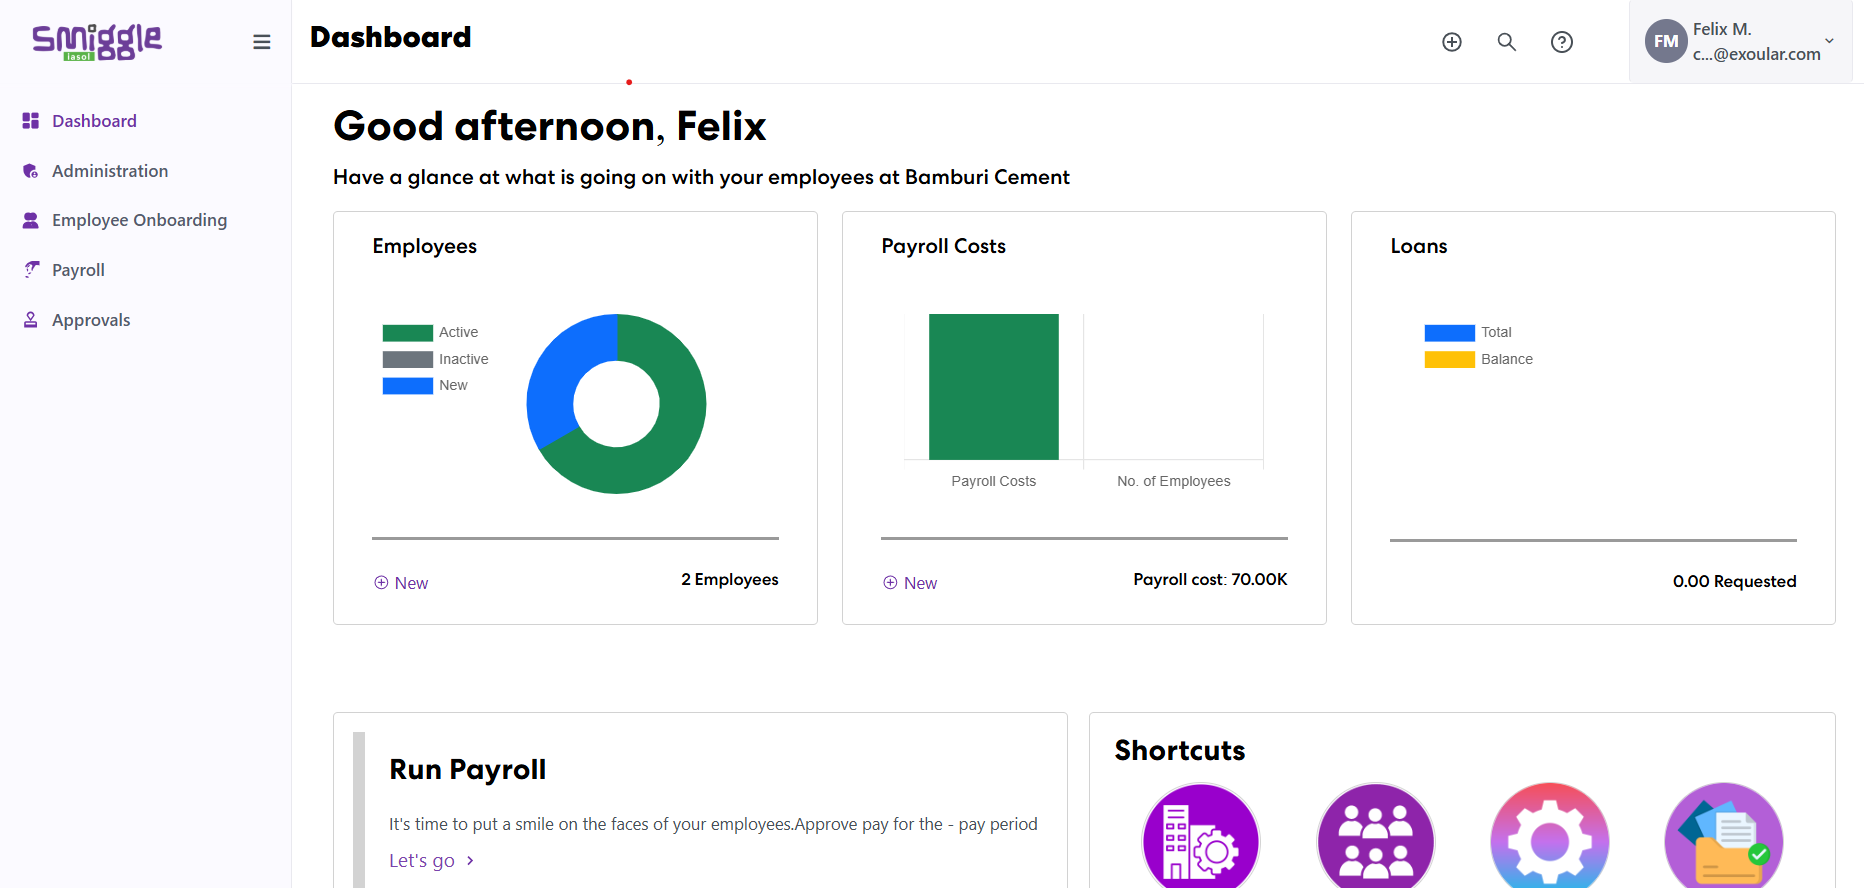 smiggle
lasol
Dashboard
FM
Felix M.
c...@exoular.com
Dashboard
Administration
Employee Onboarding
Payroll
Approvals
Good afternoon, Felix
Have a glance at what is going on with your employees at Bamburi Cement
Employees
Active
Inactive
New
New
2 Employees
Payroll Costs
Payroll Costs
No. of Employees
New
Payroll cost: 70.00K
Loans
Total
Balance
0.00 Requested
Run Payroll
It's time to put a smile on the faces of your employees.Approve pay for the - pay period
Let's go
Shortcuts